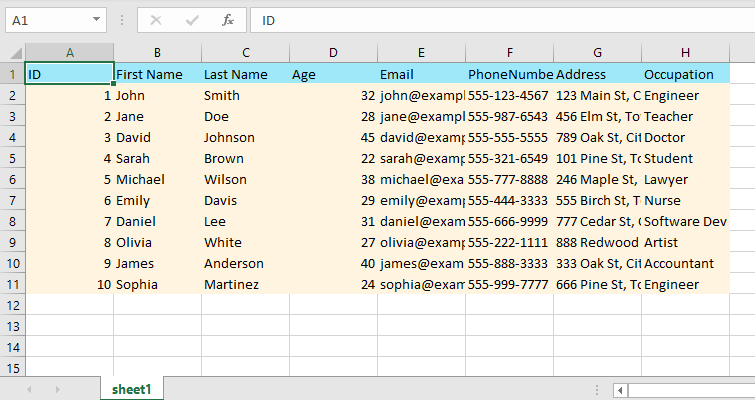 A1 fx ID
A B C D E F G H
1 ID First Name Last Name Age Email PhoneNumbe Address Occupation
2 1 John Smith 32 john@exampl 555-123-4567 123 Main St, C Engineer
3 2 Jane Doe 28 jane@exampl 555-987-6543 456 Elm St, To Teacher
4 3 David Johnson 45 david@examp 555-555-5555 789 Oak St, Cit Doctor
5 4 Sarah Brown 22 sarah@examp 555-321-6549 101 Pine St, To Student
6 5 Michael Wilson 38 michael@exa 555-777-8888 246 Maple St, Lawyer
7 6 Emily Davis 29 emily@examp 555-444-3333 555 Birch St, T Nurse
8 7 Daniel Lee 31 daniel@exam 555-666-9999 777 Cedar St, Software Dev
9 8 Olivia White 27 olivia@examp 555-222-1111 888 Redwood Artist
10 9 James Anderson 40 james@exam 555-888-3333 333 Oak St, Cit Accountant
11 10 Sophia Martinez 24 sophia@exam 555-999-7777 666 Pine St, To Engineer
12
13
14
15
sheet1